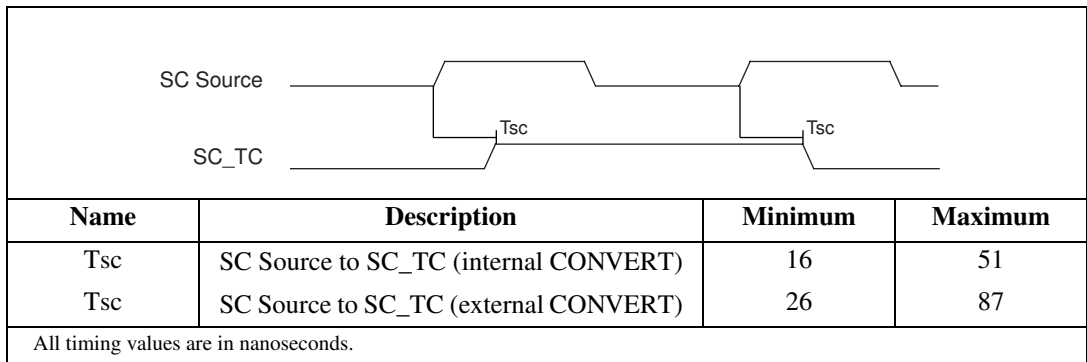 SC Source
Tsc Tsc
SC_TC
Name Description Minimum Maximum
Tsc SC Source to SC_TC (internal CONVERT) 16 51
Tsc SC Source to SC_TC (external CONVERT) 26 87
All timing values are in nanoseconds.